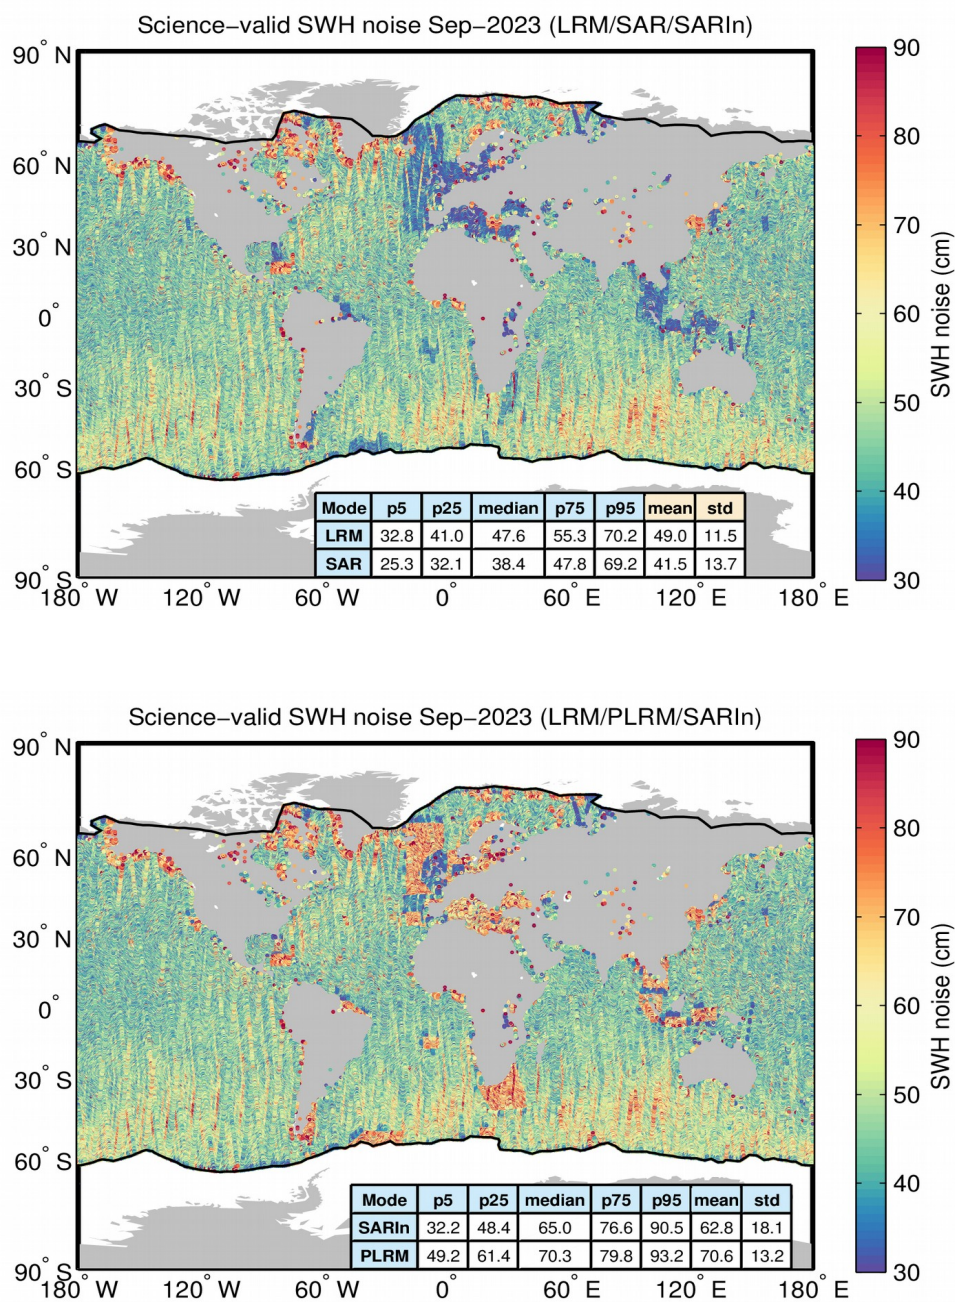 Science−valid SWH noise Sep−2023 (LRM/SAR/SARIn)
90° N
60° N
30° N
0°
30° S
60° S
90° S
180° W 120° W 60° W 0° 60° E 120° E 180° E
Mode p5 p25 median p75 p95 mean std
LRM 32.8 41.0 47.6 55.3 70.2 49.0 11.5
SAR 25.3 32.1 38.4 47.8 69.2 41.5 13.7
90
80
70
60
50
40
30
SWH noise (cm)
Science−valid SWH noise Sep−2023 (LRM/PLRM/SARIn)
90° N
60° N
30° N
0°
30° S
60° S
90° S
180° W 120° W 60° W 0° 60° E 120° E 180° E
Mode p5 p25 median p75 p95 mean std
SARIn 32.2 48.4 65.0 76.6 90.5 62.8 18.1
PLRM 49.2 61.4 70.3 79.8 93.2 70.6 13.2
90
80
70
60
50
40
30
SWH noise (cm)